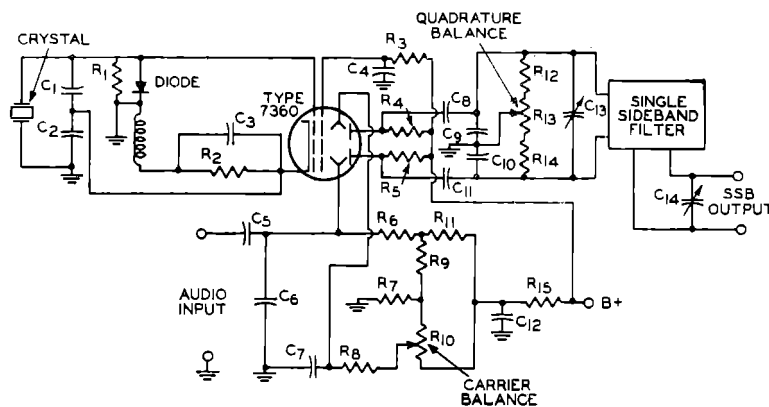 CRYSTAL
C1
C2
R1
DIODE
C3
R2
TYPE
7360
C4
R3
R4
R5
C8
C9
C10
C11
QUADRATURE
BALANCE
R12
R13
R14
C13
SINGLE
SIDEBAND
FILTER
C14
SSB
OUTPUT
C5
AUDIO
INPUT
C6
C7
R6
R11
R9
R7
R8
R10
CARRIER
BALANCE
C12
R15
B+